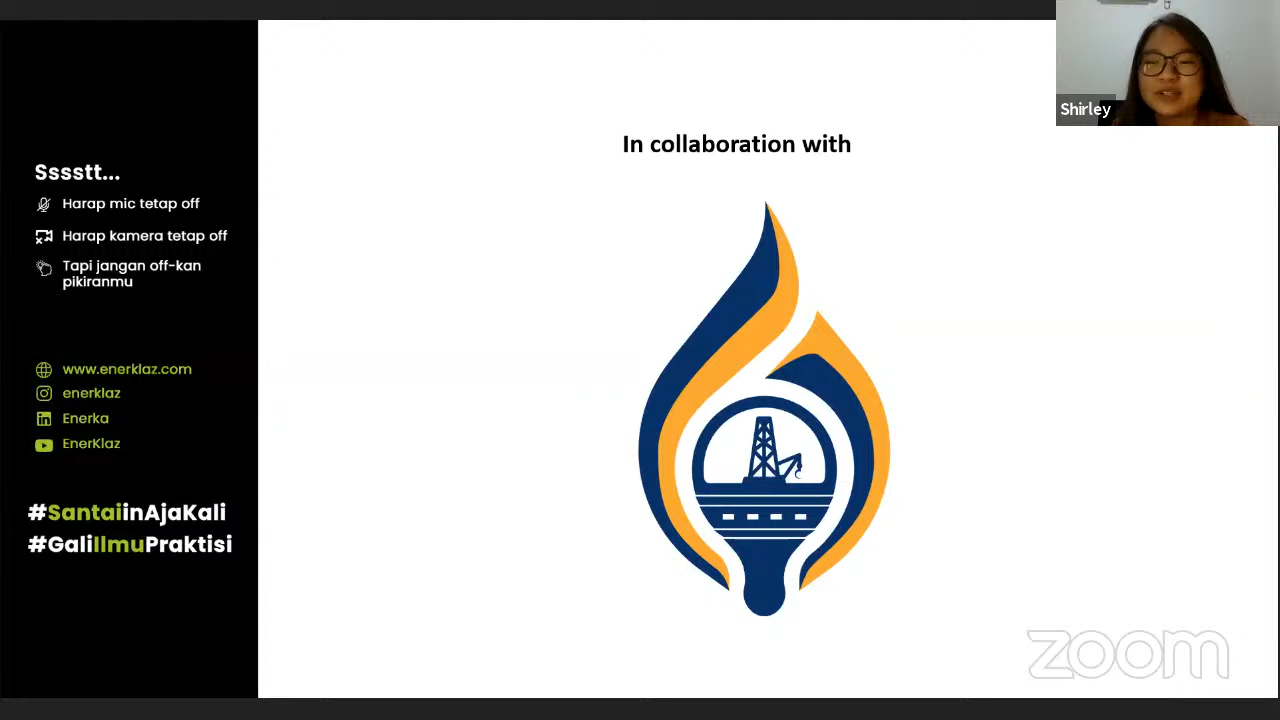 Sssstt...
Harap mic tetap off
Harap kamera tetap off
Tapi jangan off-kan
pikiranmu
www.enerklaz.com
enerklaz
Enerka
EnerKlaz
#SantaiinAjaKali
#GaliIlmuPraktisi
In collaboration with
Shirley
zoom